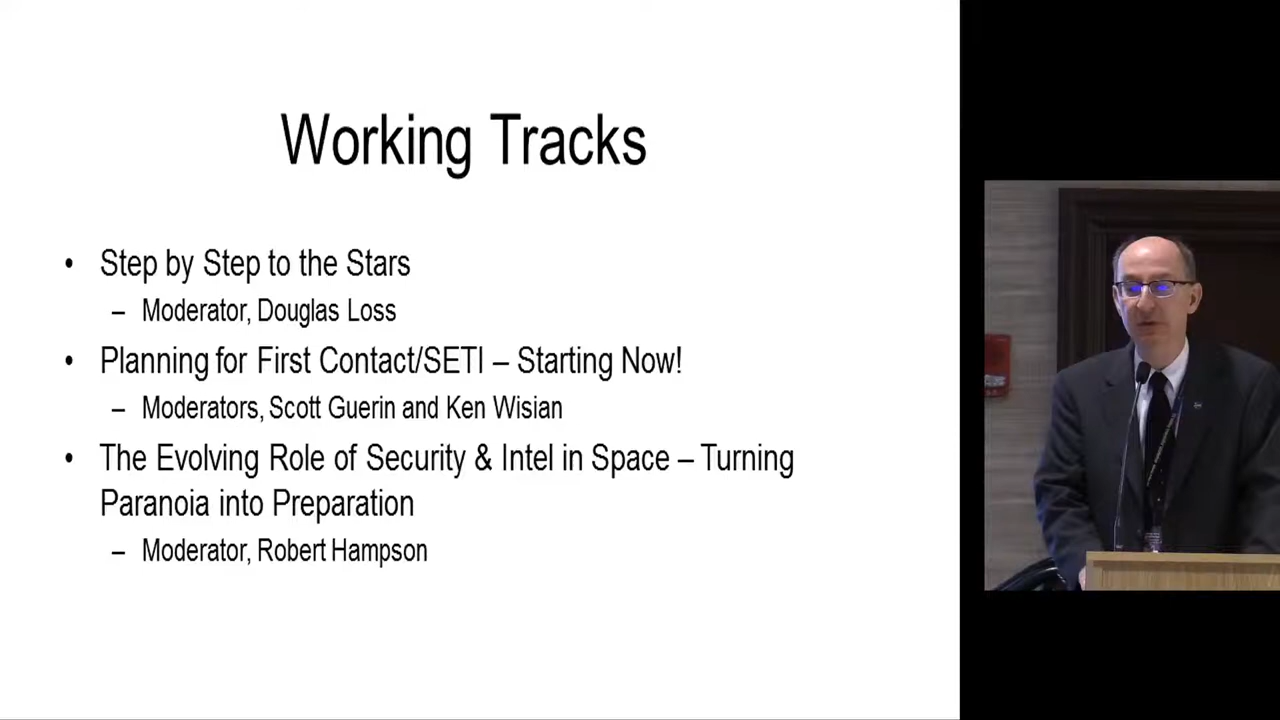 Working Tracks
• Step by Step to the Stars
– Moderator, Douglas Loss
• Planning for First Contact/SETI – Starting Now!
– Moderators, Scott Guerin and Ken Wisian
• The Evolving Role of Security & Intel in Space – Turning
Paranoia into Preparation
– Moderator, Robert Hampson